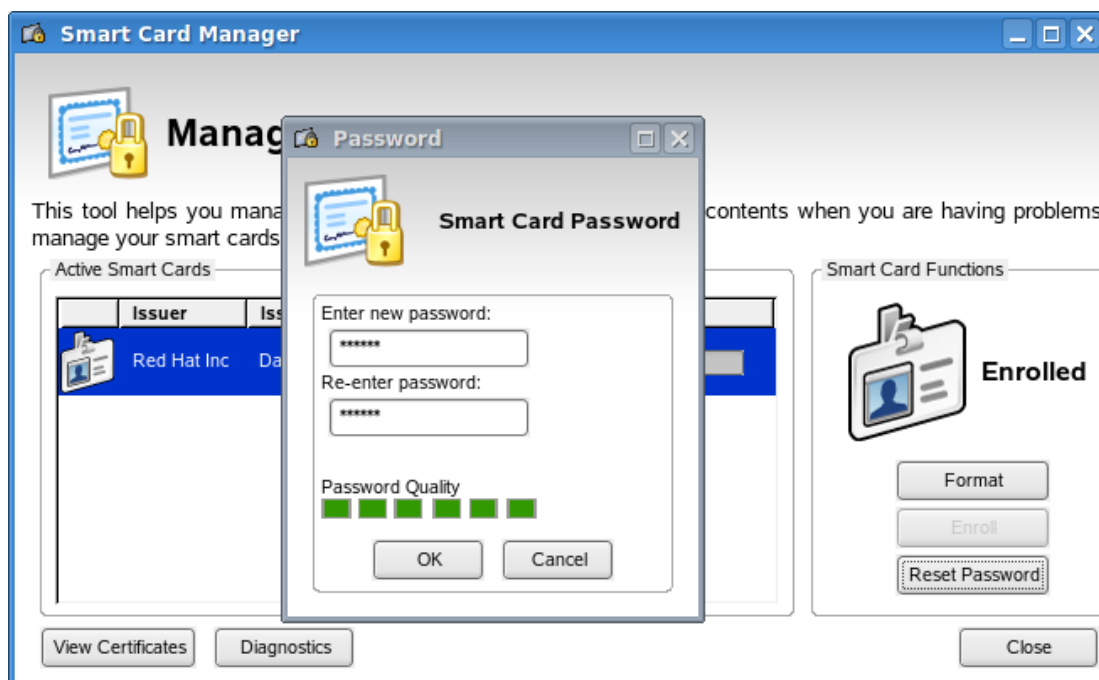 Smart Card Manager
Manag
Password
Smart Card Password
This tool helps you mana
contents when you are having problems
manage your smart cards
Active Smart Cards
Issuer
Iss
Red Hat Inc
Da
Enter new password:
******
Re-enter password:
******
Password Quality
OK
Cancel
Smart Card Functions
Enrolled
Format
Enroll
Reset Password
View Certificates
Diagnostics
Close